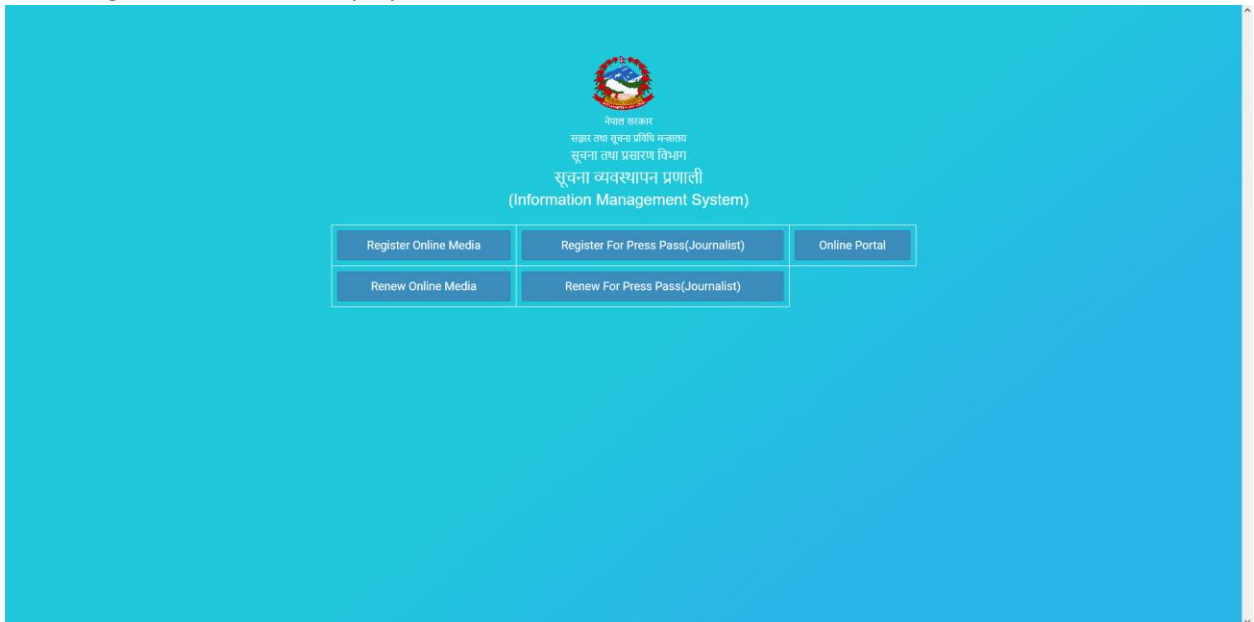 नेपाल सरकार
सञ्चार तथा सूचना प्रविधि मन्त्रालय
सूचना तथा प्रसारण विभाग
सूचना व्यवस्थापन प्रणाली
(Information Management System)
Register Online Media Register For Press Pass(Journalist) Online Portal
Renew Online Media Renew For Press Pass(Journalist)